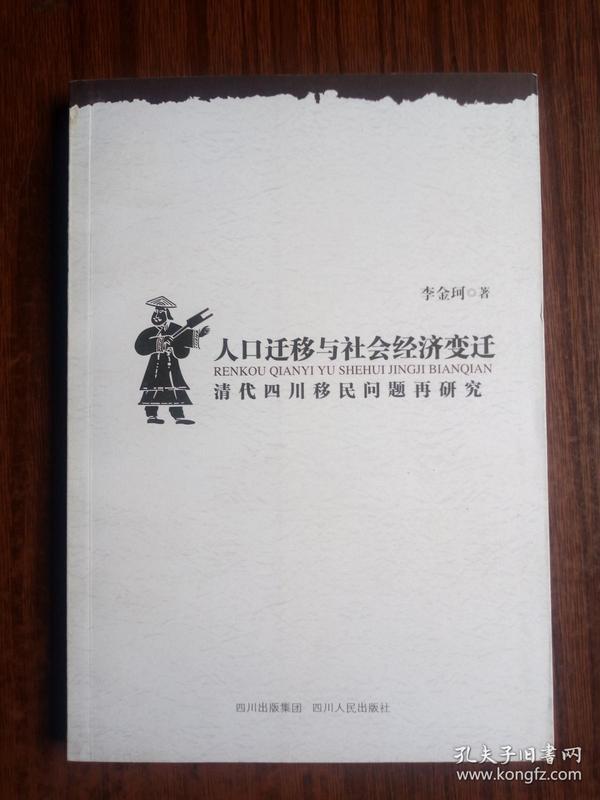 李金珂◎著
人口迁移与社会经济变迁
RENKOU QIANYI YU SHEHUI JINGJI BIANQIAN
清代四川移民问题再研究
四川出版集团 四川人民出版社
孔夫子旧書网
www.kongfz.com